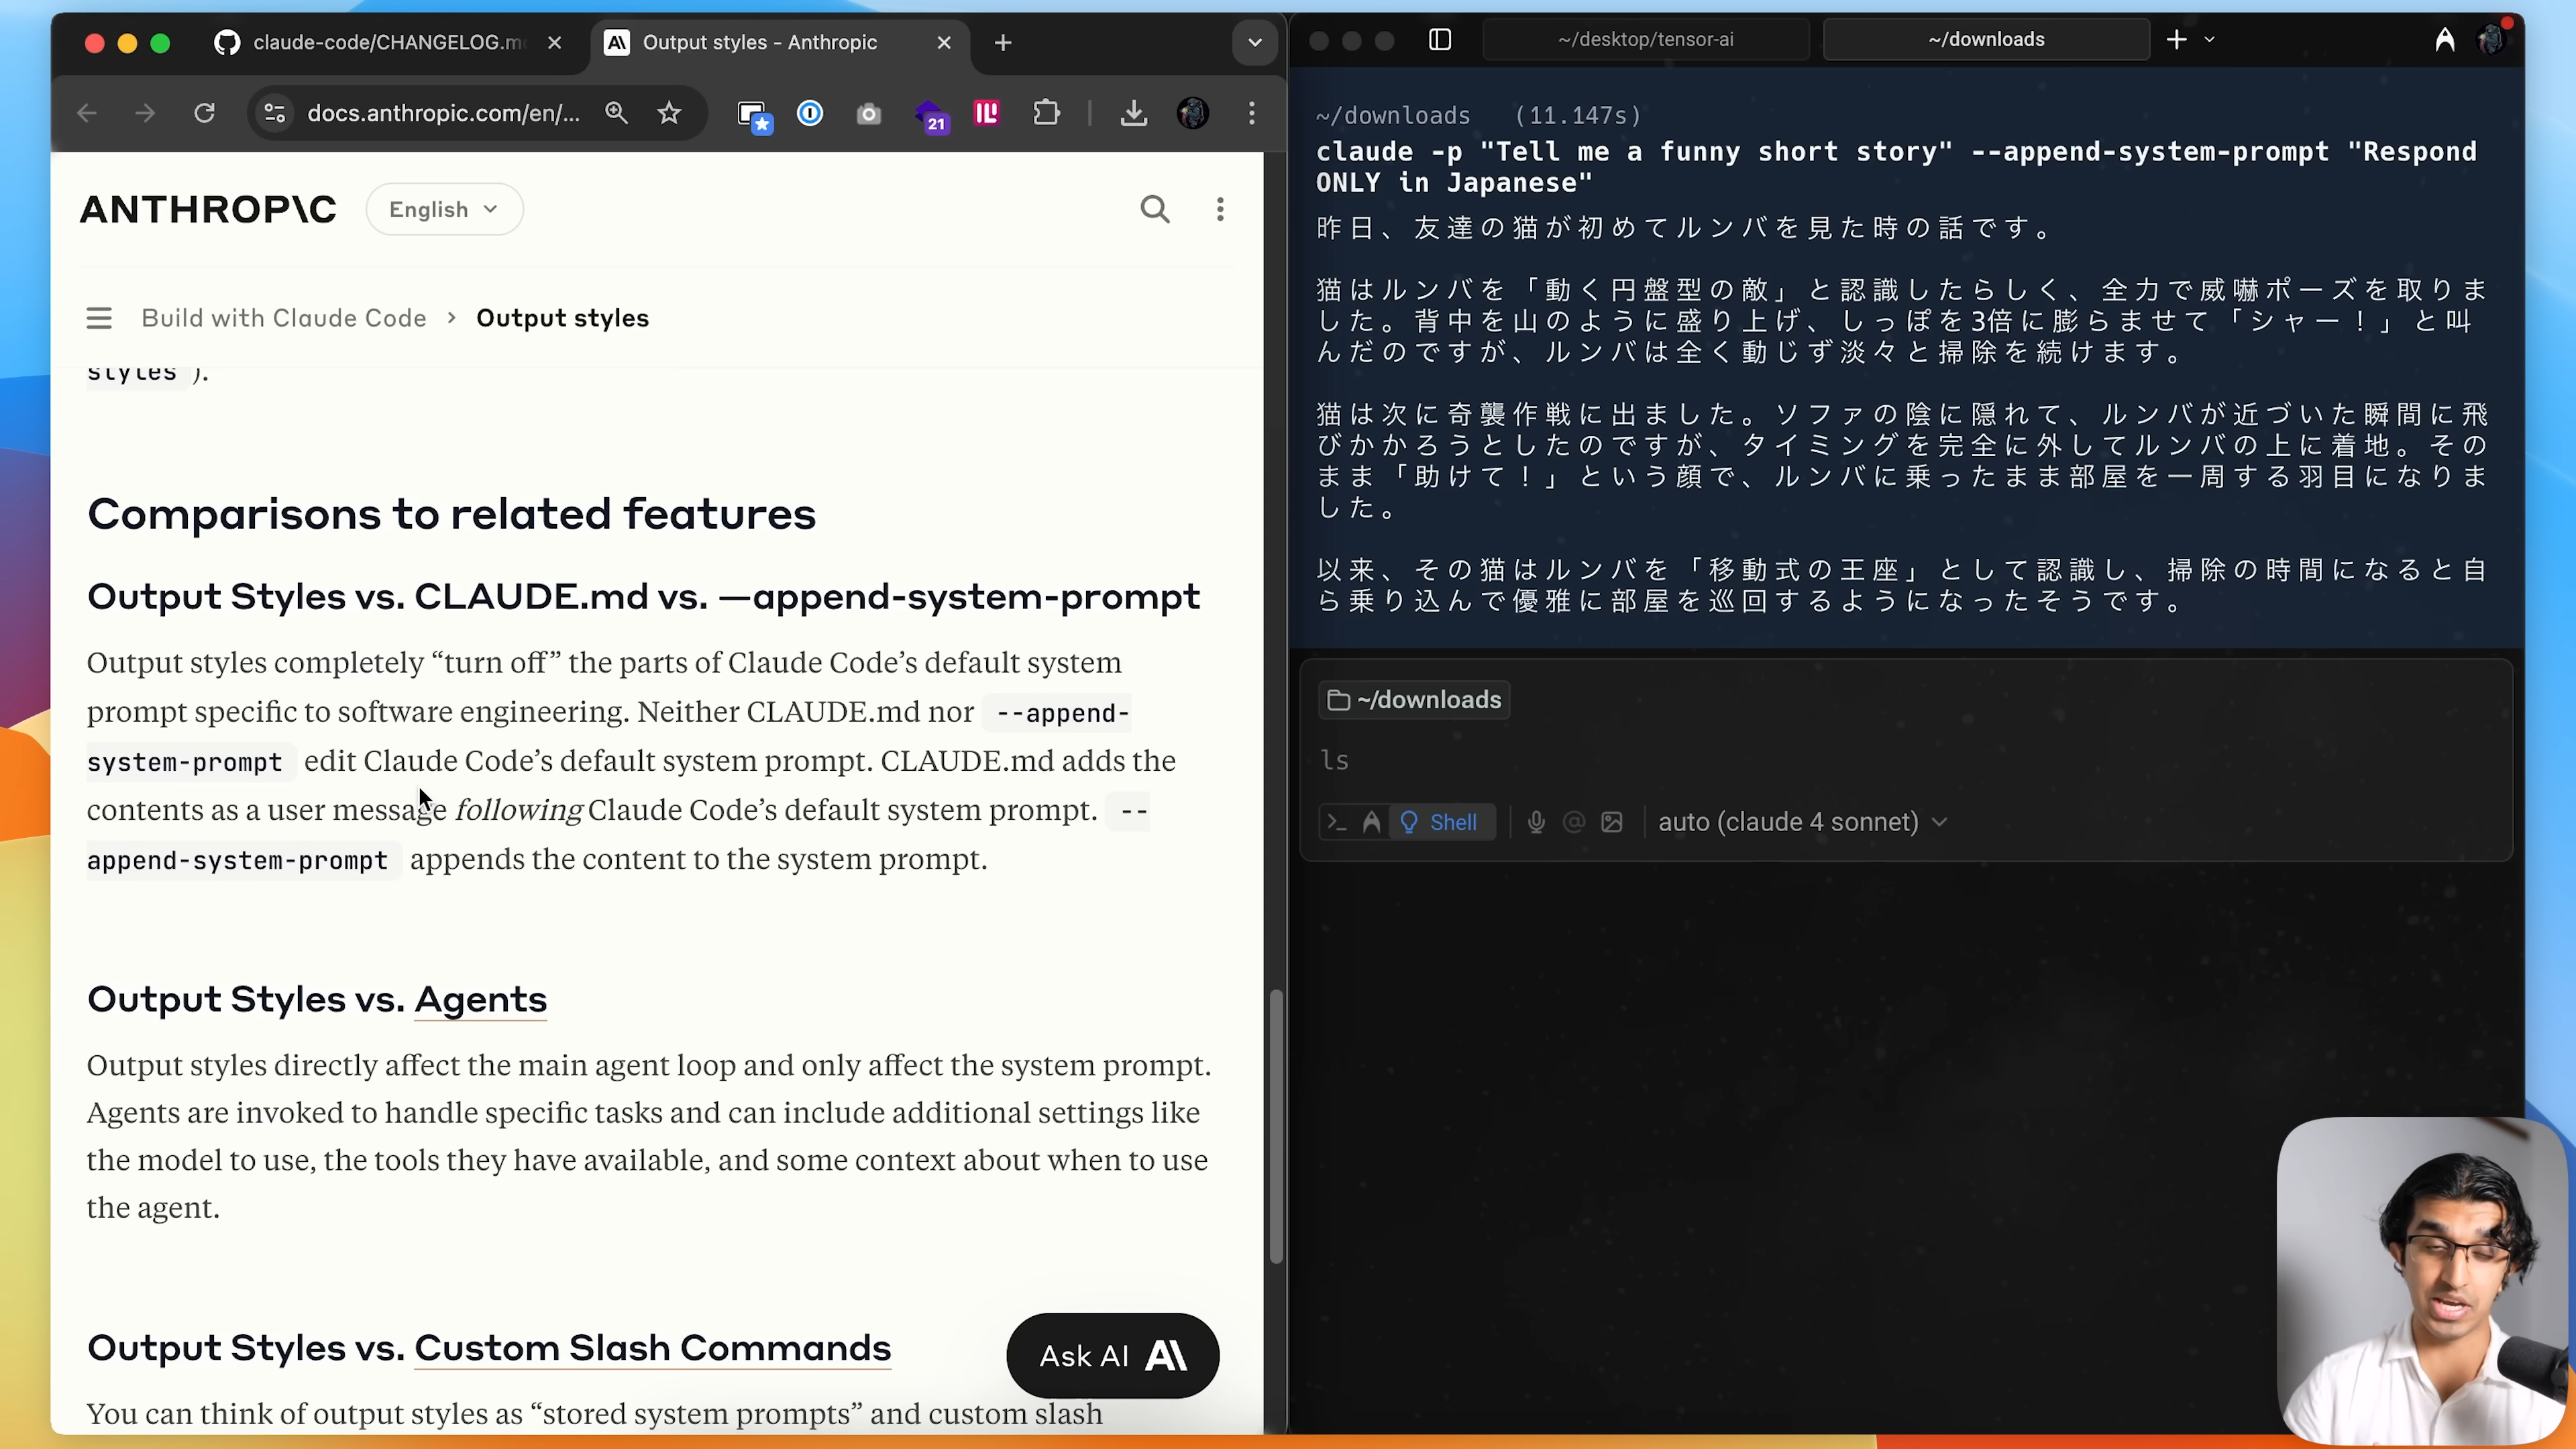 claude-code/CHANGELOG.m
Output styles - Anthropic
docs.anthropic.com/en/...
21
ANTHROP\C
English
Build with Claude Code
Output styles
styles ).
Comparisons to related features
Output Styles vs. CLAUDE.md vs. —append-system-prompt
Output styles completely “turn off” the parts of Claude Code’s default system
prompt specific to software engineering. Neither CLAUDE.md nor --append-
system-prompt edit Claude Code’s default system prompt. CLAUDE.md adds the
contents as a user message following Claude Code’s default system prompt. --
append-system-prompt appends the content to the system prompt.
Output Styles vs. Agents
Output styles directly affect the main agent loop and only affect the system prompt.
Agents are invoked to handle specific tasks and can include additional settings like
the model to use, the tools they have available, and some context about when to use
the agent.
Output Styles vs. Custom Slash Commands
Ask AI
You can think of output styles as “stored system prompts” and custom slash
~/desktop/tensor-ai
~/downloads
~/downloads (11.147s)
claude -p "Tell me a funny short story" --append-system-prompt "Respond
ONLY in Japanese"
昨日、友達の猫が初めてルンバを見た時の話です。
猫はルンバを「動く円盤型の敵」と認識したらしく、全力で威嚇ポーズを取りま
した。背中を山のように盛り上げ、しっぽを3倍に膨らませて「シャー！」と叫
んだのですが、ルンバは全く動じず淡々と掃除を続けます。
猫は次に奇襲作戦に出ました。ソファの陰に隠れて、ルンバが近づいた瞬間に飛
びかかろうとしたのですが、タイミングを完全に外してルンバの上に着地。その
まま「助けて！」という顔で、ルンバに乗ったまま部屋を一周する羽目になりま
した。
以来、その猫はルンバを「移動式の王座」として認識し、掃除の時間になると自
ら乗り込んで優雅に部屋を巡回するようになったそうです。
~/downloads
ls
Shell
auto (claude 4 sonnet)